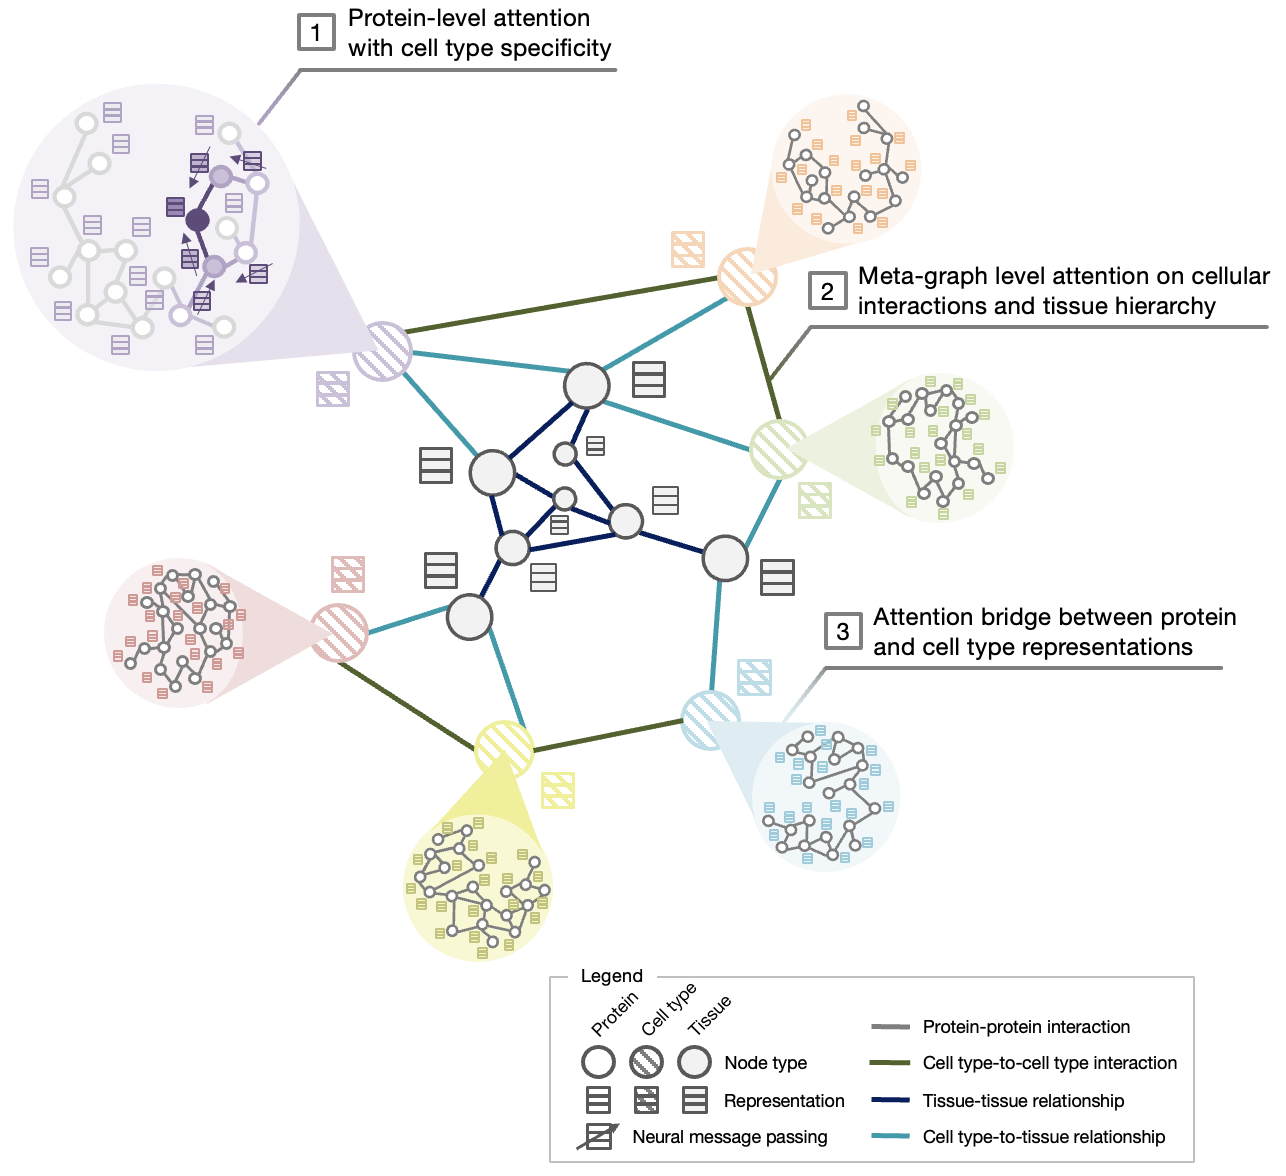 1
Protein-level attention
with cell type specificity
2
Meta-graph level attention on cellular
interactions and tissue hierarchy
3
Attention bridge between protein
and cell type representations
Legend
Protein
Cell type
Tissue
Node type
Representation
Neural message passing
Protein-protein interaction
Cell type-to-cell type interaction
Tissue-tissue relationship
Cell type-to-tissue relationship